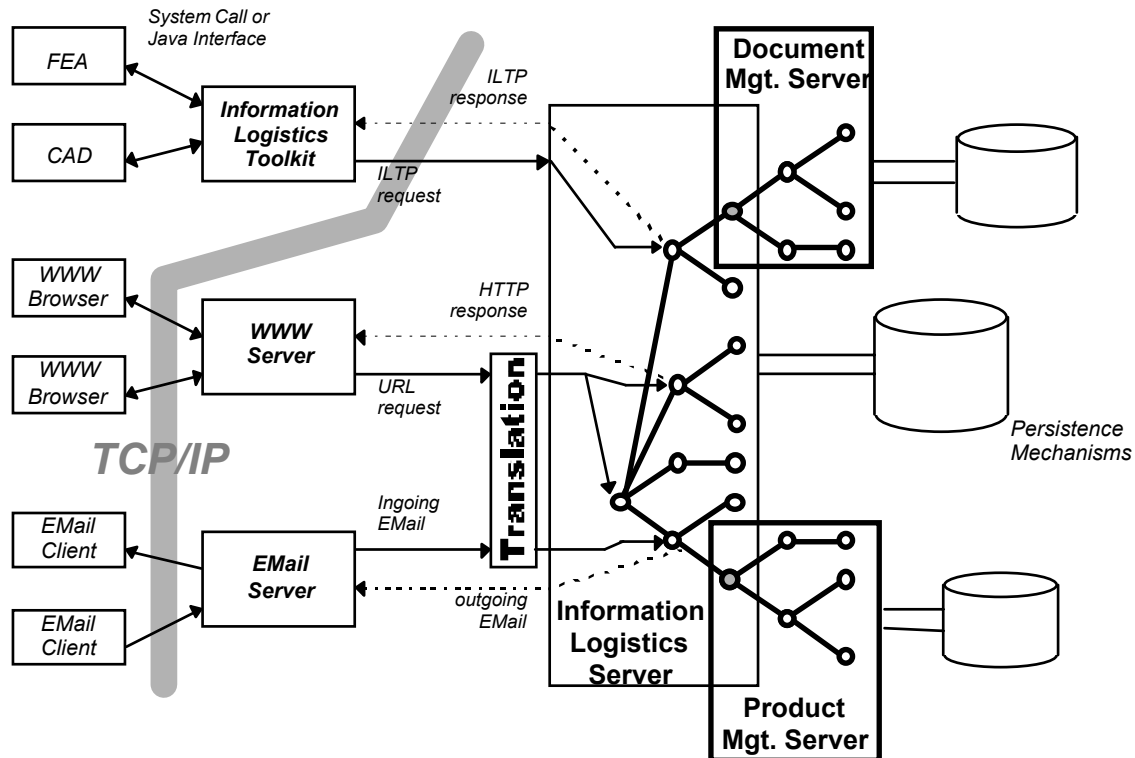 System Call or
Java Interface
FEA
CAD
Information
Logistics
Toolkit
ILTP
response
ILTP
request
Document
Mgt. Server
WWW
Browser
WWW
Browser
WWW
Server
HTTP
response
URL
request
Translation
TCP/IP
Persistence
Mechanisms
EMail
Client
EMail
Client
EMail
Server
Ingoing
EMail
outgoing
EMail
Information
Logistics
Server
Product
Mgt. Server